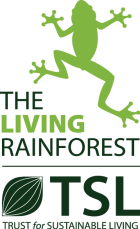 THE
LIVING
RAINFOREST
TSL
TRUST for SUSTAINABLE LIVING